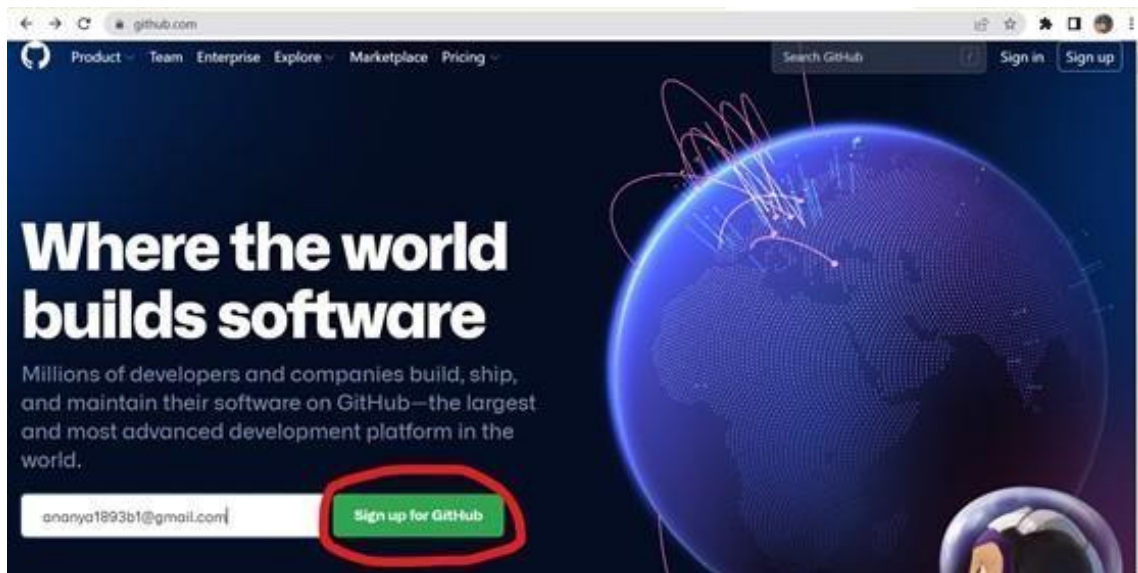 github.com
Product Team Enterprise Explore Marketplace Pricing
Search GitHub / Sign in Sign up
Where the world
builds software
Millions of developers and companies build, ship,
and maintain their software on GitHub—the largest
and most advanced development platform in the
world.
ananya1893b1@gmail.com
Sign up for GitHub